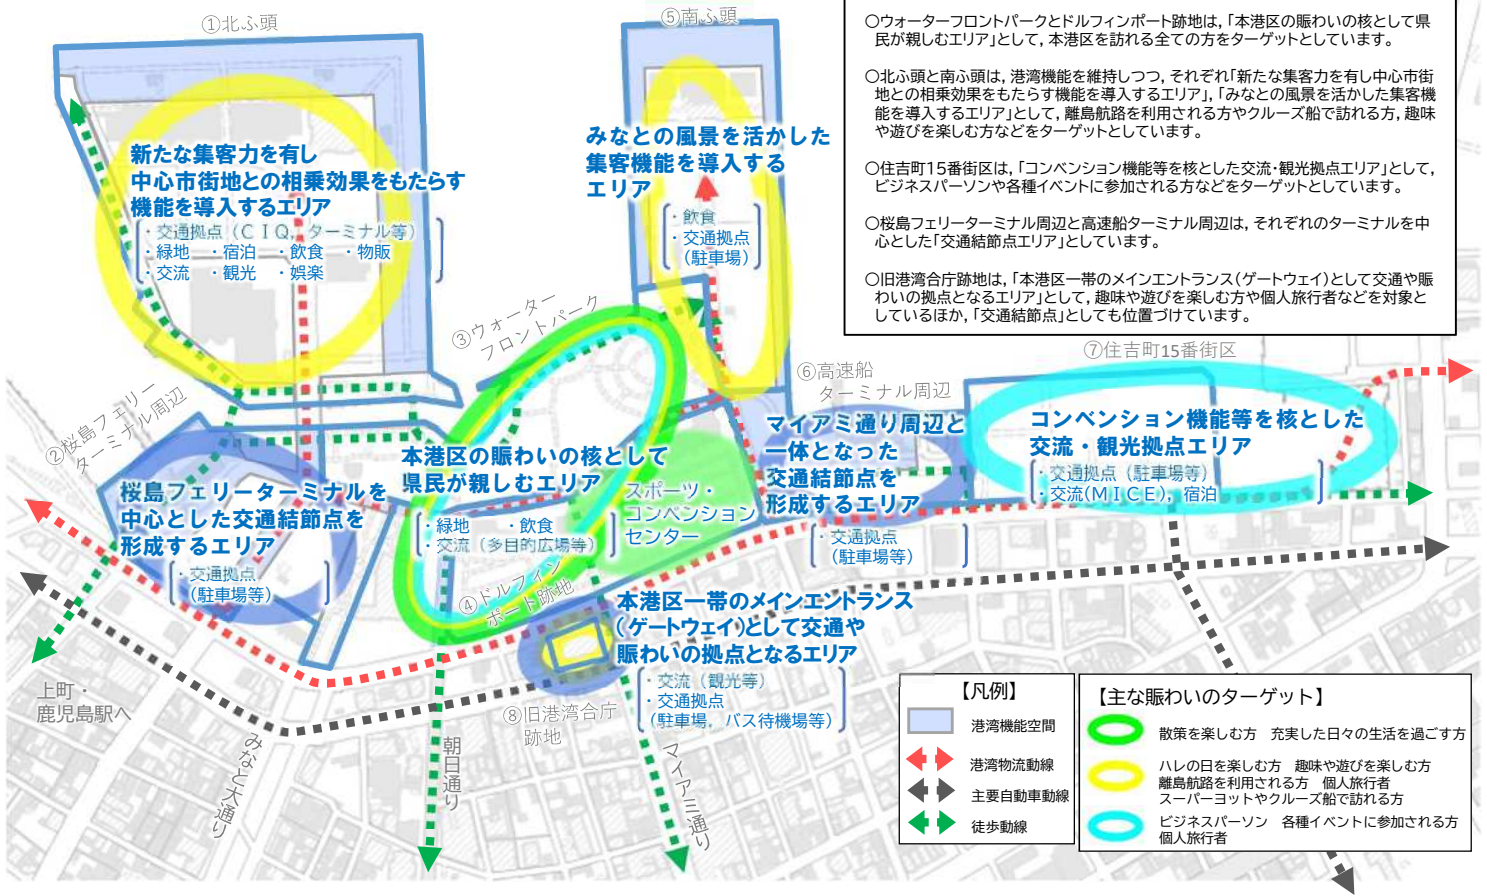 ①北ふ頭
⑤南ふ頭
○ウォーターフロントパークとドルフィンポート跡地は，「本港区の賑わいの核として県
民が親しむエリア」として，本港区を訪れる全ての方をターゲットとしています。
○北ふ頭と南ふ頭は，港湾機能を維持しつつ，それぞれ「新たな集客力を有し中心市街
地との相乗効果をもたらす機能を導入するエリア」，「みなとの風景を活かした集客機
能を導入するエリア」として，離島航路を利用される方やクルーズ船で訪れる方，趣味
や遊びを楽しむ方などをターゲットとしています。
○住吉町15番街区は，「コンベンション機能等を核とした交流・観光拠点エリア」として，
ビジネスパーソンや各種イベントに参加される方などをターゲットとしています。
○桜島フェリーターミナル周辺と高速船ターミナル周辺は，それぞれのターミナルを中
心とした「交通結節点エリア」としています。
○旧港湾合庁跡地は，「本港区一帯のメインエントランス(ゲートウェイ)として交通や賑
わいの拠点となるエリア」として，趣味や遊びを楽しむ方や個人旅行者などを対象と
しているほか，「交通結節点」としても位置づけています。
新たな集客力を有し
中心市街地との相乗効果をもたらす
機能を導入するエリア
・交通拠点（ＣＩＱ，ターミナル等）
・緑地　・宿泊　・飲食　・物販
・交流　・観光　・娯楽
みなとの風景を活かした
集客機能を導入する
エリア
・飲食
・交通拠点
（駐車場）
③ウォーター
フロントパーク
②桜島フェリー
ターミナル周辺
⑥高速船
ターミナル周辺
⑦住吉町15番街区
桜島フェリーターミナルを
中心とした交通結節点を
形成するエリア
・交通拠点
（駐車場等）
本港区の賑わいの核として
県民が親しむエリア
・緑地　・飲食
・交流（多目的広場等）
スポーツ・
コンベンション
センター
マイアミ通り周辺と
一体となった
交通結節点を
形成するエリア
・交通拠点
（駐車場等）
コンベンション機能等を核とした
交流・観光拠点エリア
・交通拠点（駐車場等）
・交流(ＭＩＣＥ)，宿泊
④ドルフィン
ポート跡地
本港区一帯のメインエントランス
（ゲートウェイ）として交通や
賑わいの拠点となるエリア
・交流（観光等）
・交通拠点
（駐車場，バス待機場等）
⑧旧港湾合庁
跡地
上町・
鹿児島駅へ
みなと大通り
朝日通り
マイアミ通り
【凡例】
港湾機能空間
港湾物流動線
主要自動車動線
徒歩動線
【主な賑わいのターゲット】
散策を楽しむ方　充実した日々の生活を過ごす方
ハレの日を楽しむ方　趣味や遊びを楽しむ方
離島航路を利用される方　個人旅行者
スーパーヨットやクルーズ船で訪れる方
ビジネスパーソン　各種イベントに参加される方
個人旅行者